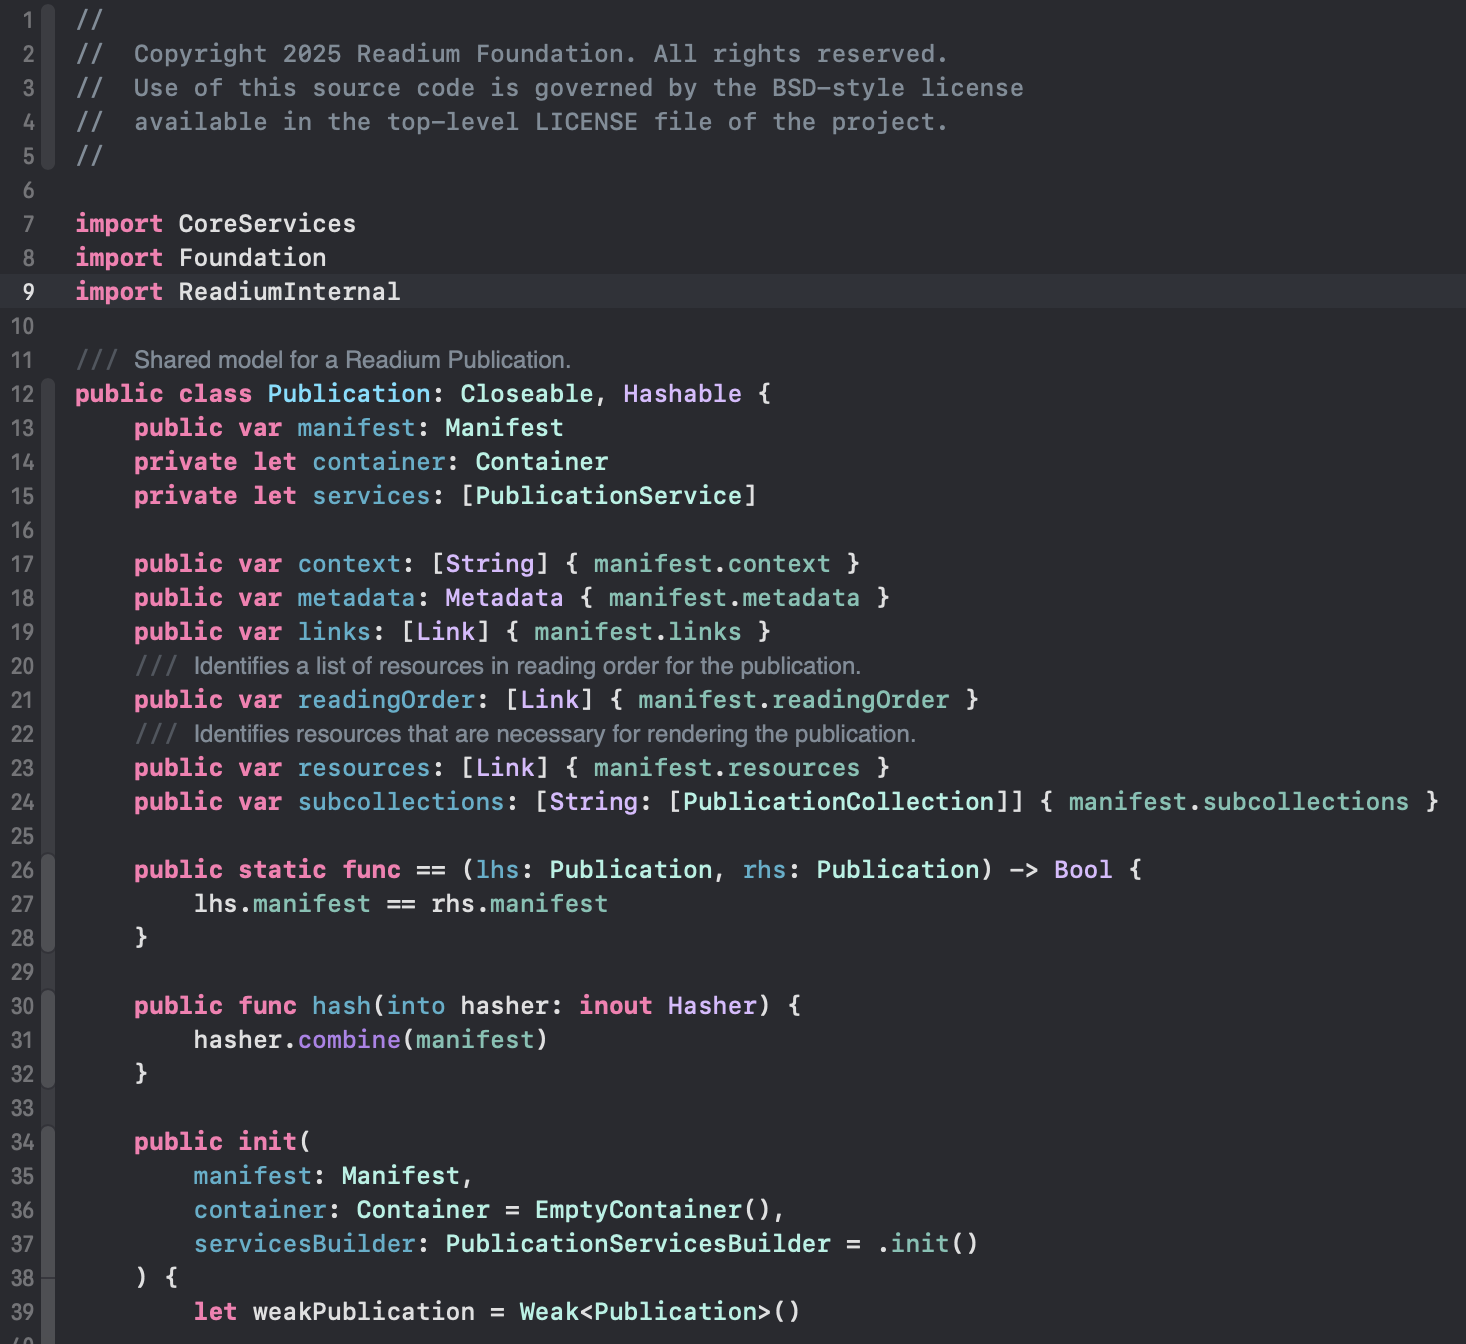 1 //
2 //  Copyright 2025 Readium Foundation. All rights reserved.
3 //  Use of this source code is governed by the BSD-style license
4 //  available in the top-level LICENSE file of the project.
5 //
6
7 import CoreServices
8 import Foundation
9 import ReadiumInternal
10
11 /// Shared model for a Readium Publication.
12 public class Publication: Closeable, Hashable {
13     public var manifest: Manifest
14     private let container: Container
15     private let services: [PublicationService]
16
17     public var context: [String] { manifest.context }
18     public var metadata: Metadata { manifest.metadata }
19     public var links: [Link] { manifest.links }
20     /// Identifies a list of resources in reading order for the publication.
21     public var readingOrder: [Link] { manifest.readingOrder }
22     /// Identifies resources that are necessary for rendering the publication.
23     public var resources: [Link] { manifest.resources }
24     public var subcollections: [String: [PublicationCollection]] { manifest.subcollections }
25
26     public static func == (lhs: Publication, rhs: Publication) -> Bool {
27         lhs.manifest == rhs.manifest
28     }
29
30     public func hash(into hasher: inout Hasher) {
31         hasher.combine(manifest)
32     }
33
34     public init(
35         manifest: Manifest,
36         container: Container = EmptyContainer(),
37         servicesBuilder: PublicationServicesBuilder = .init()
38     ) {
39         let weakPublication = Weak<Publication>()